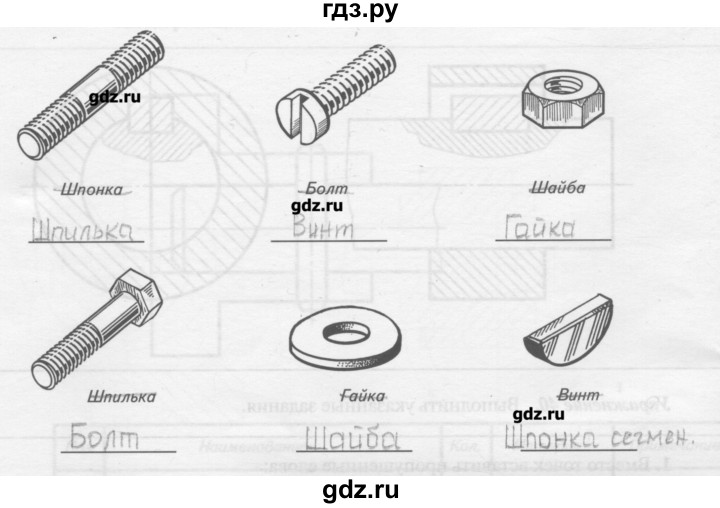 гдз.ру
gdz.ru
Шпонка
Болт
Шайба
gdz.ru
Шпилька
Винт
Гайка
Шпилька
Гайка
Винт
gdz.ru
Упражнение 40. Выполнить указанные задания.
Болт
Шайба
Шпонка сегмен.
Наименование
Кол.
1. Вместо точек вставить пропущенные слова:
gdz.ru